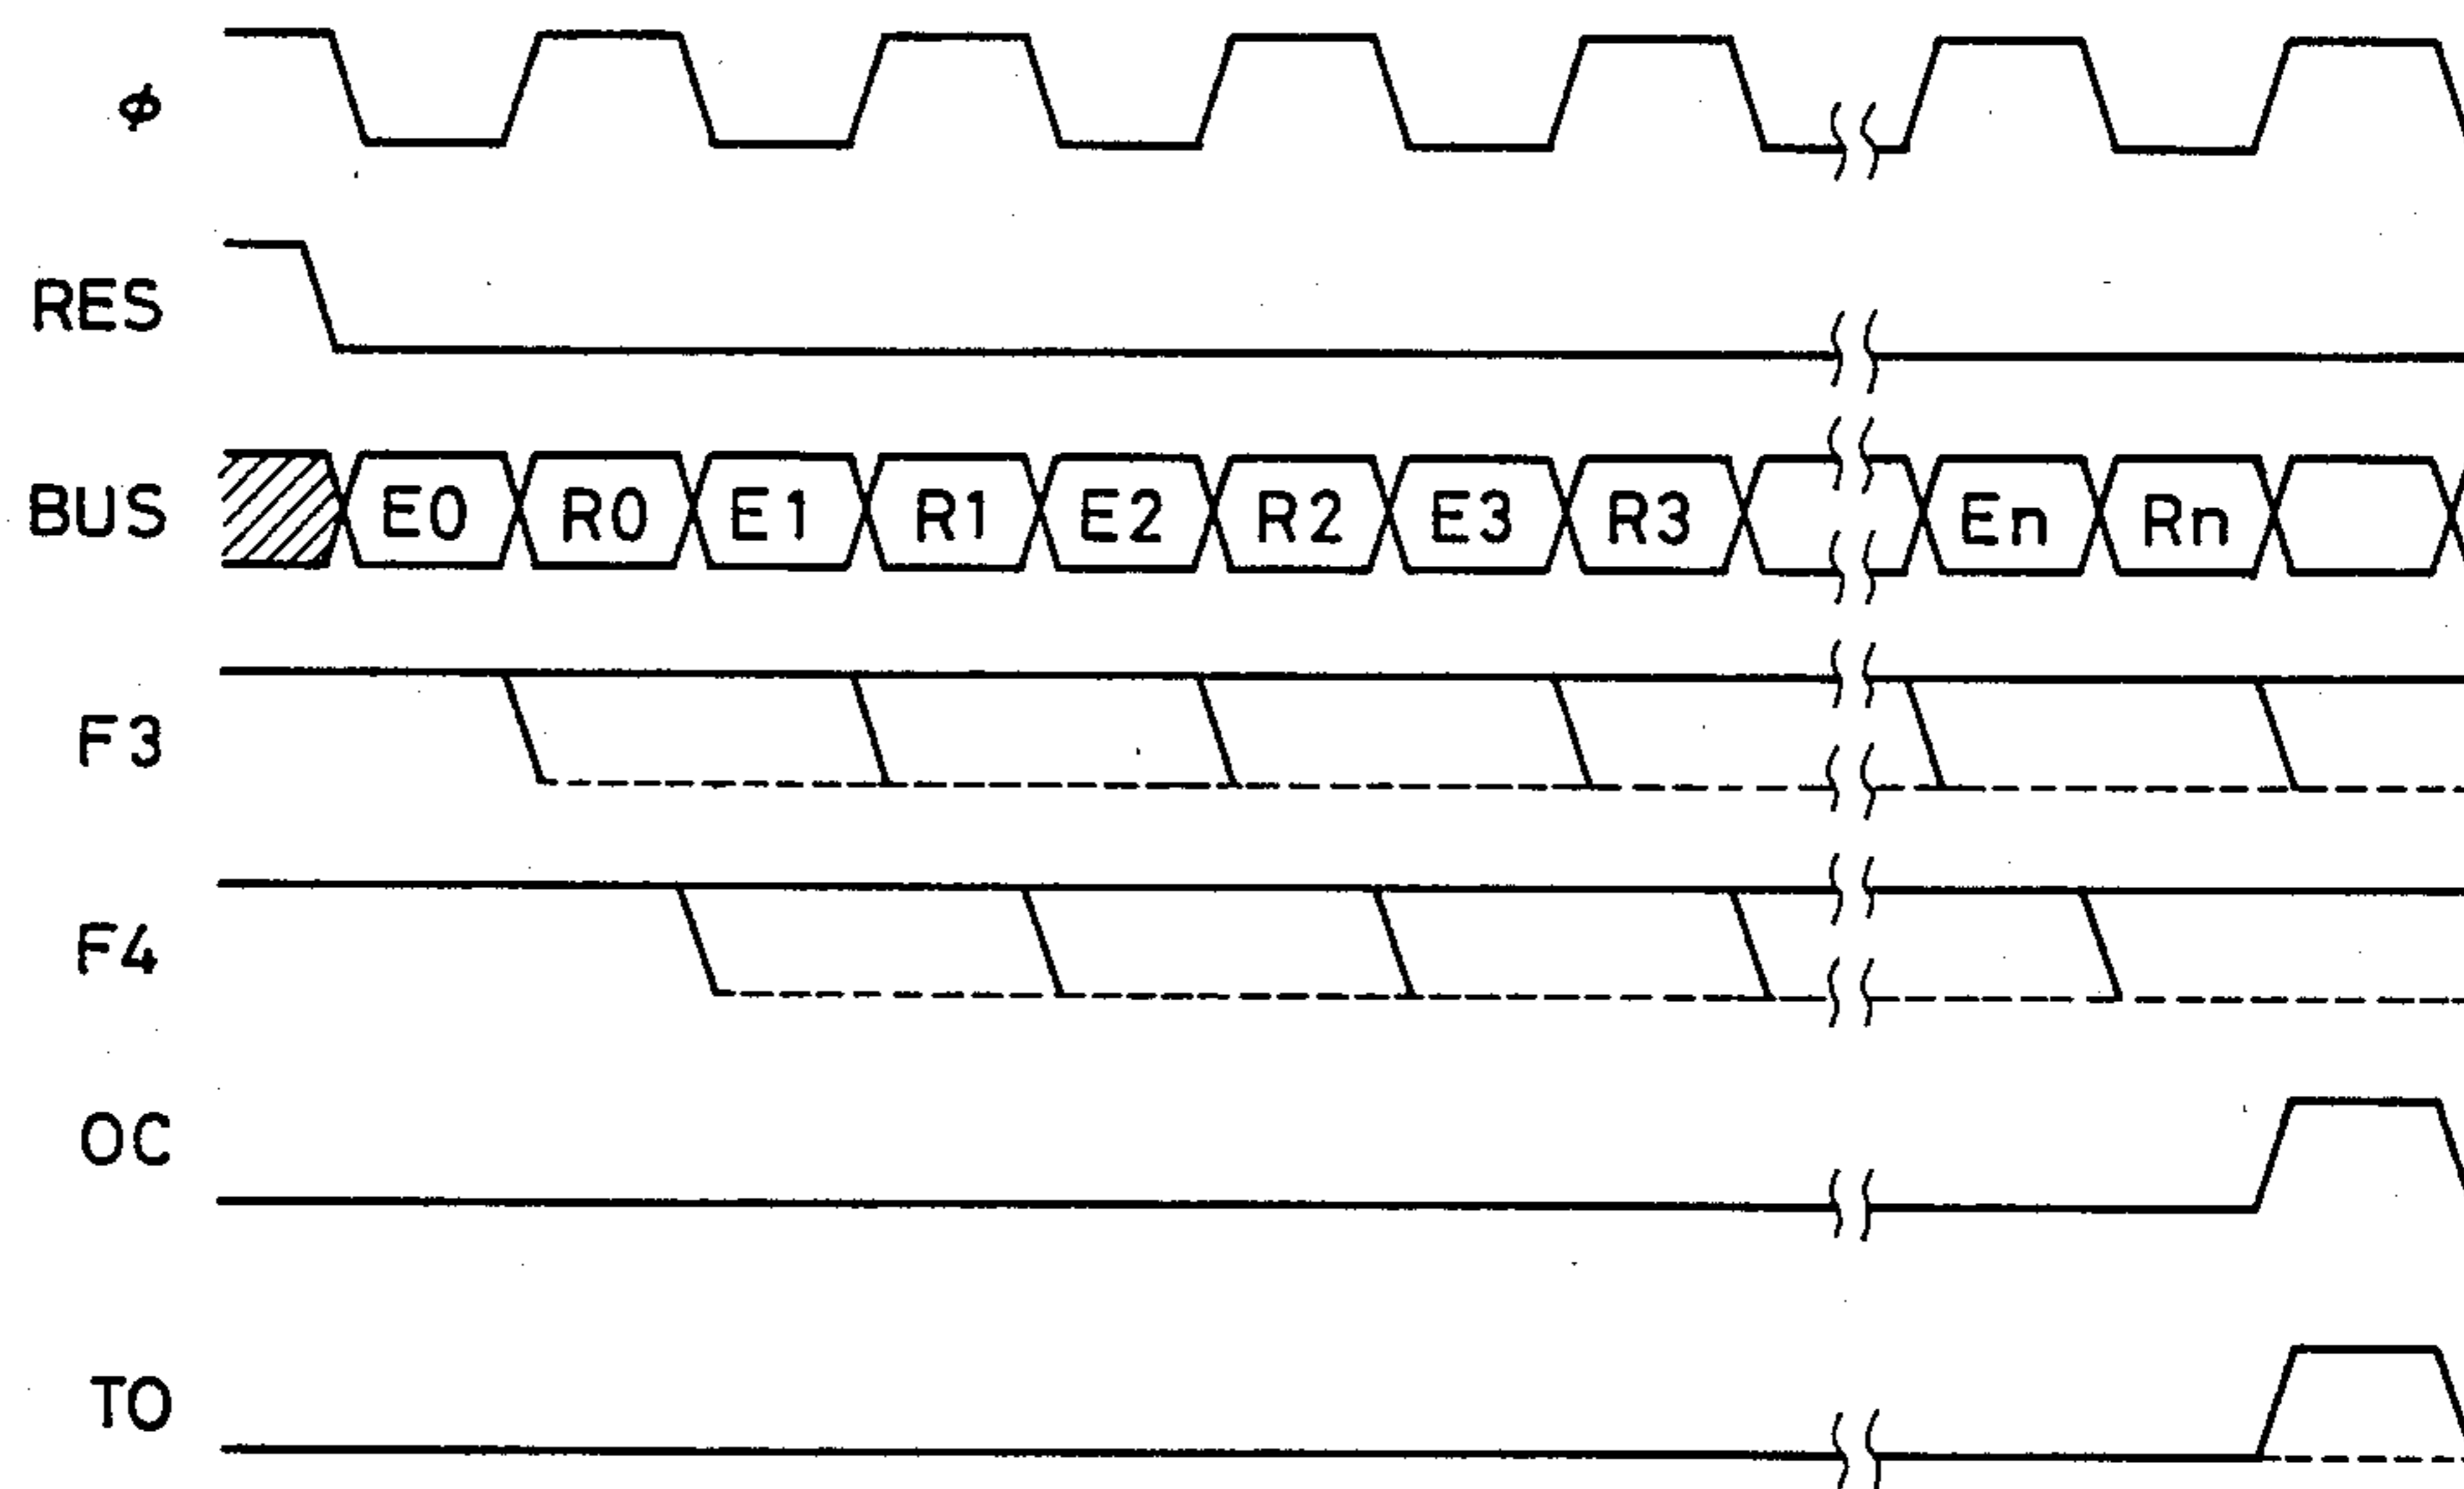 φ
RES
BUS E0 R0 E1 R1 E2 R2 E3 R3 En Rn
F3
F4
OC
TO